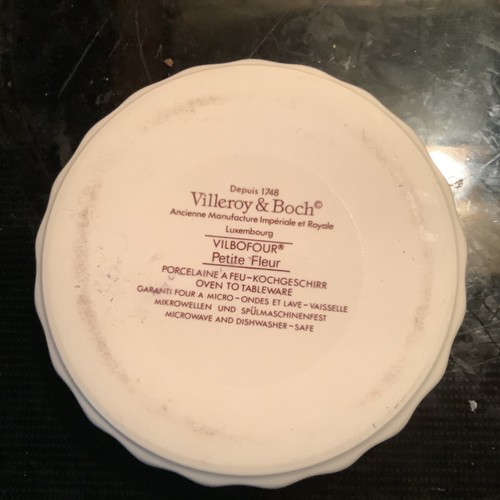 Depuis 1748
Villeroy & Boch©
Ancienne Manufacture Impériale et Royale
Luxembourg
VILBOFOUR®
Petite Fleur
PORCELAINE A FEU-KOCHGESCHIRR
OVEN TO TABLEWARE
GARANTI FOUR A MICRO-ONDES ET LAVE-VAISSELLE
MIKROWELLEN UND SPÜLMASCHINENFEST
MICROWAVE AND DISHWASHER-SAFE